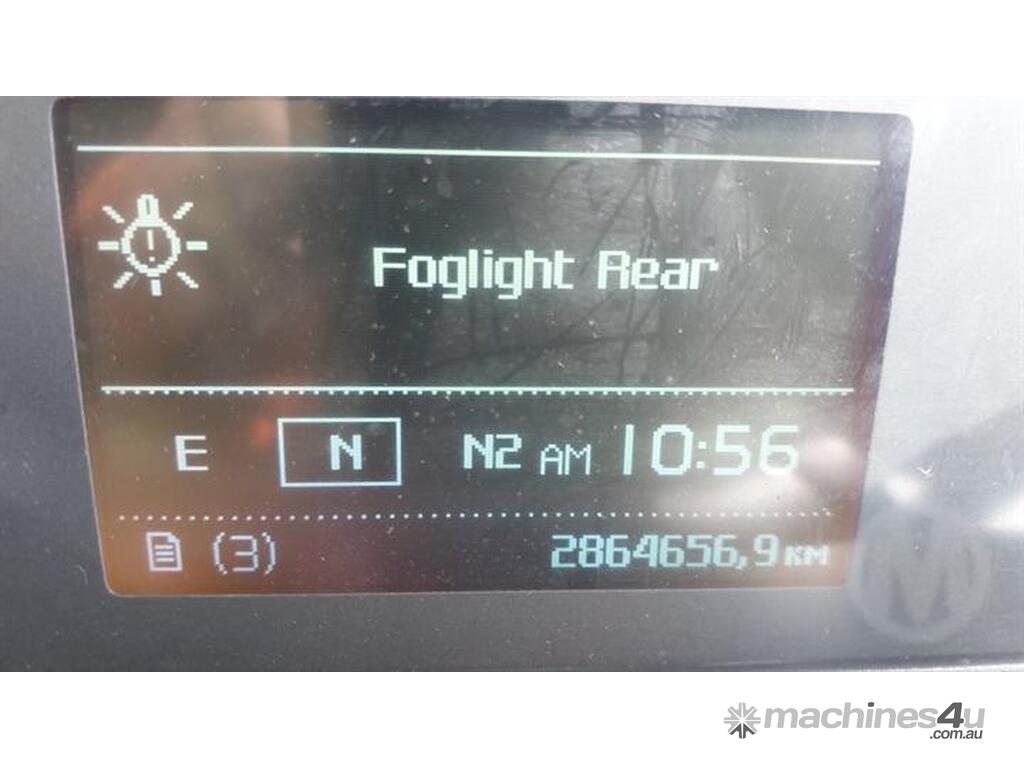 Foglight Rear
E N N2 AM 10:56
(3) 2864656,9 KM
machines4u
.com.au